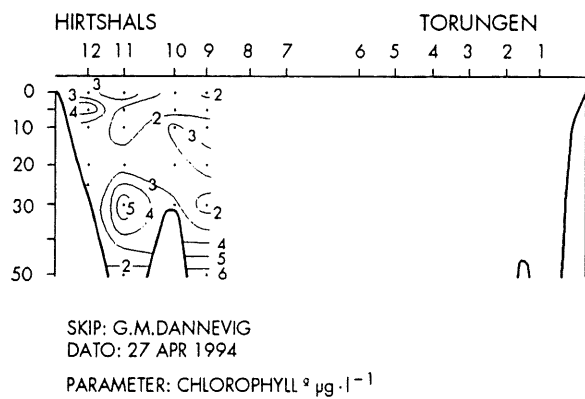 HIRTSHALS TORUNGEN
12 11 10 9 8 7 6 5 4 3 2 1
3 2
0 3
4
10 2 3
20
3
30 5 4 2
4
2 5
50 6
SKIP: G.M.DANNEVIG
DATO: 27 APR 1994
PARAMETER: CHLOROPHYLL ª µg·l⁻¹